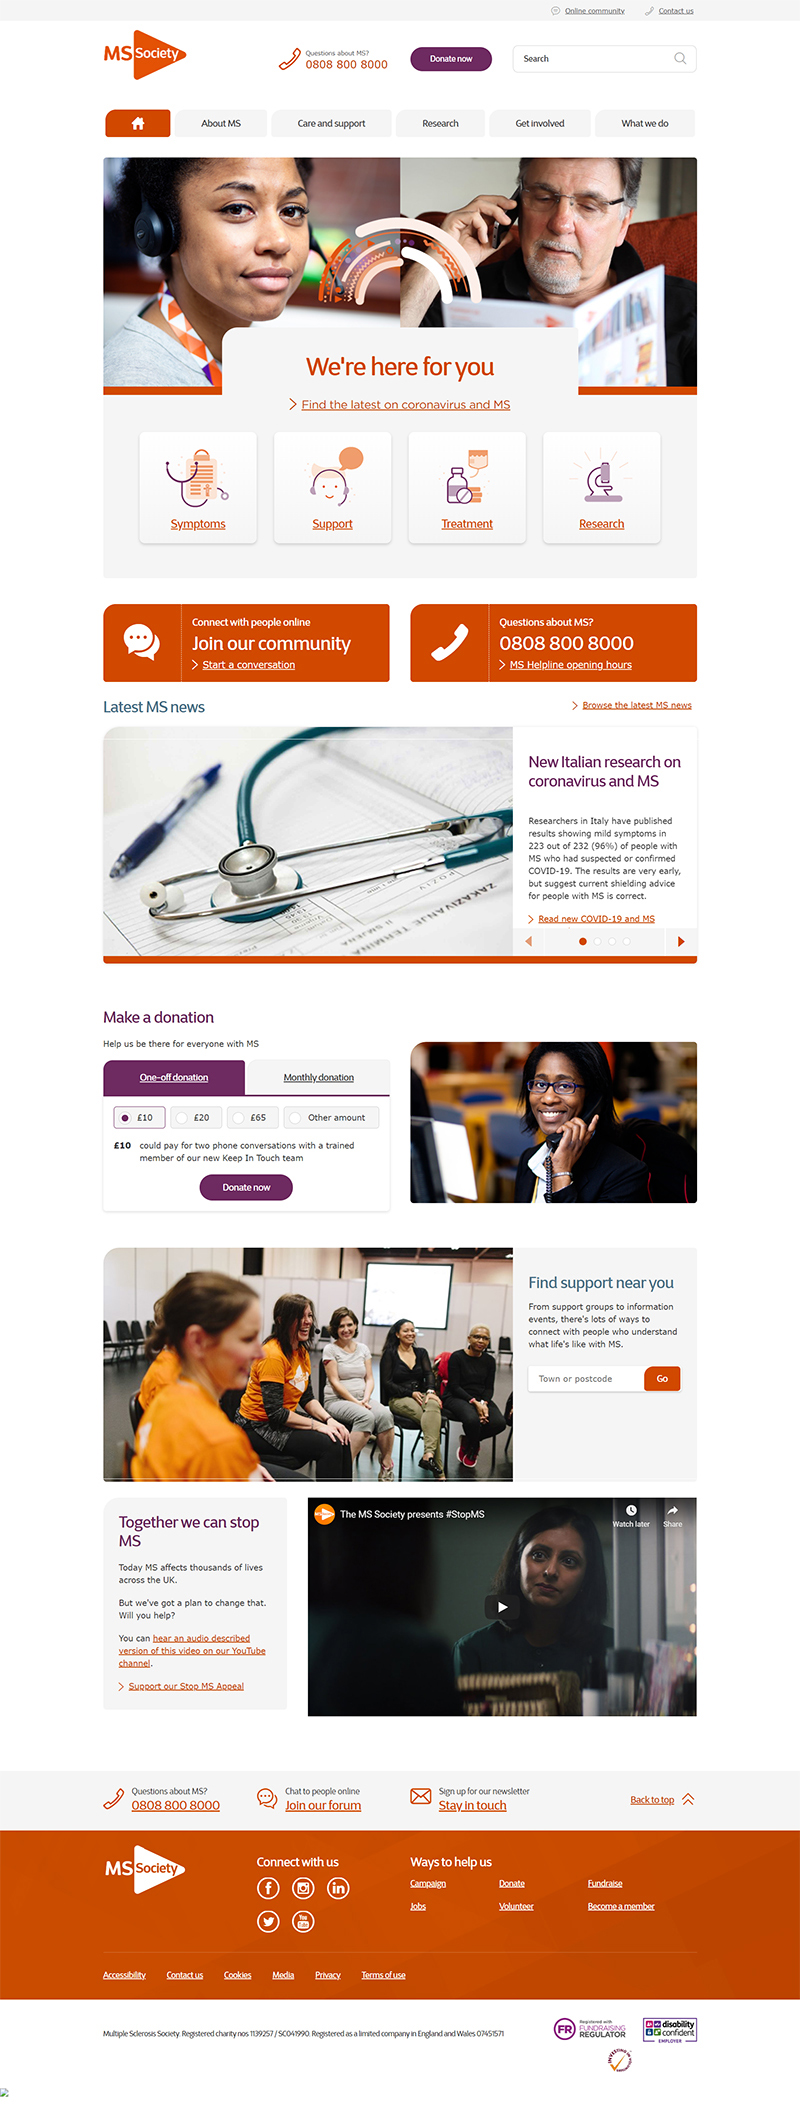 Online community
Contact us
MS Society
Questions about MS?
0808 800 8000
Donate now
Search
About MS
Care and support
Research
Get involved
What we do
We're here for you
Find the latest on coronavirus and MS
Symptoms
Support
Treatment
Research
Connect with people online
Join our community
Start a conversation
Questions about MS?
0808 800 8000
MS Helpline opening hours
Latest MS news
Browse the latest MS news
ZAKAZIVANJE TERMINA
New Italian research on
coronavirus and MS
Researchers in Italy have published
results showing mild symptoms in
223 out of 232 (96%) of people with
MS who had suspected or confirmed
COVID-19. The results are very early,
but suggest current shielding advice
for people with MS is correct.
Read new COVID-19 and MS
Make a donation
Help us be there for everyone with MS
One-off donation
Monthly donation
£10
£20
£65
Other amount
£10 could pay for two phone conversations with a trained
member of our new Keep In Touch team
Donate now
Find support near you
From support groups to information
events, there's lots of ways to
connect with people who understand
what life's like with MS.
Town or postcode
Go
Together we can stop
MS
Today MS affects thousands of lives
across the UK.
But we've got a plan to change that.
Will you help?
You can hear an audio described
version of this video on our YouTube
channel.
Support our Stop MS Appeal
The MS Society presents #StopMS
Watch later
Share
Questions about MS?
0808 800 8000
Chat to people online
Join our forum
Sign up for our newsletter
Stay in touch
Back to top
MS Society
Connect with us
You
Tube
Ways to help us
Campaign
Donate
Fundraise
Jobs
Volunteer
Become a member
Accessibility
Contact us
Cookies
Media
Privacy
Terms of use
Multiple Sclerosis Society. Registered charity nos 1139257 / SC041990. Registered as a limited company in England and Wales 07451571
FR
Registered with
FUNDRAISING
REGULATOR
disability
confident
EMPLOYER